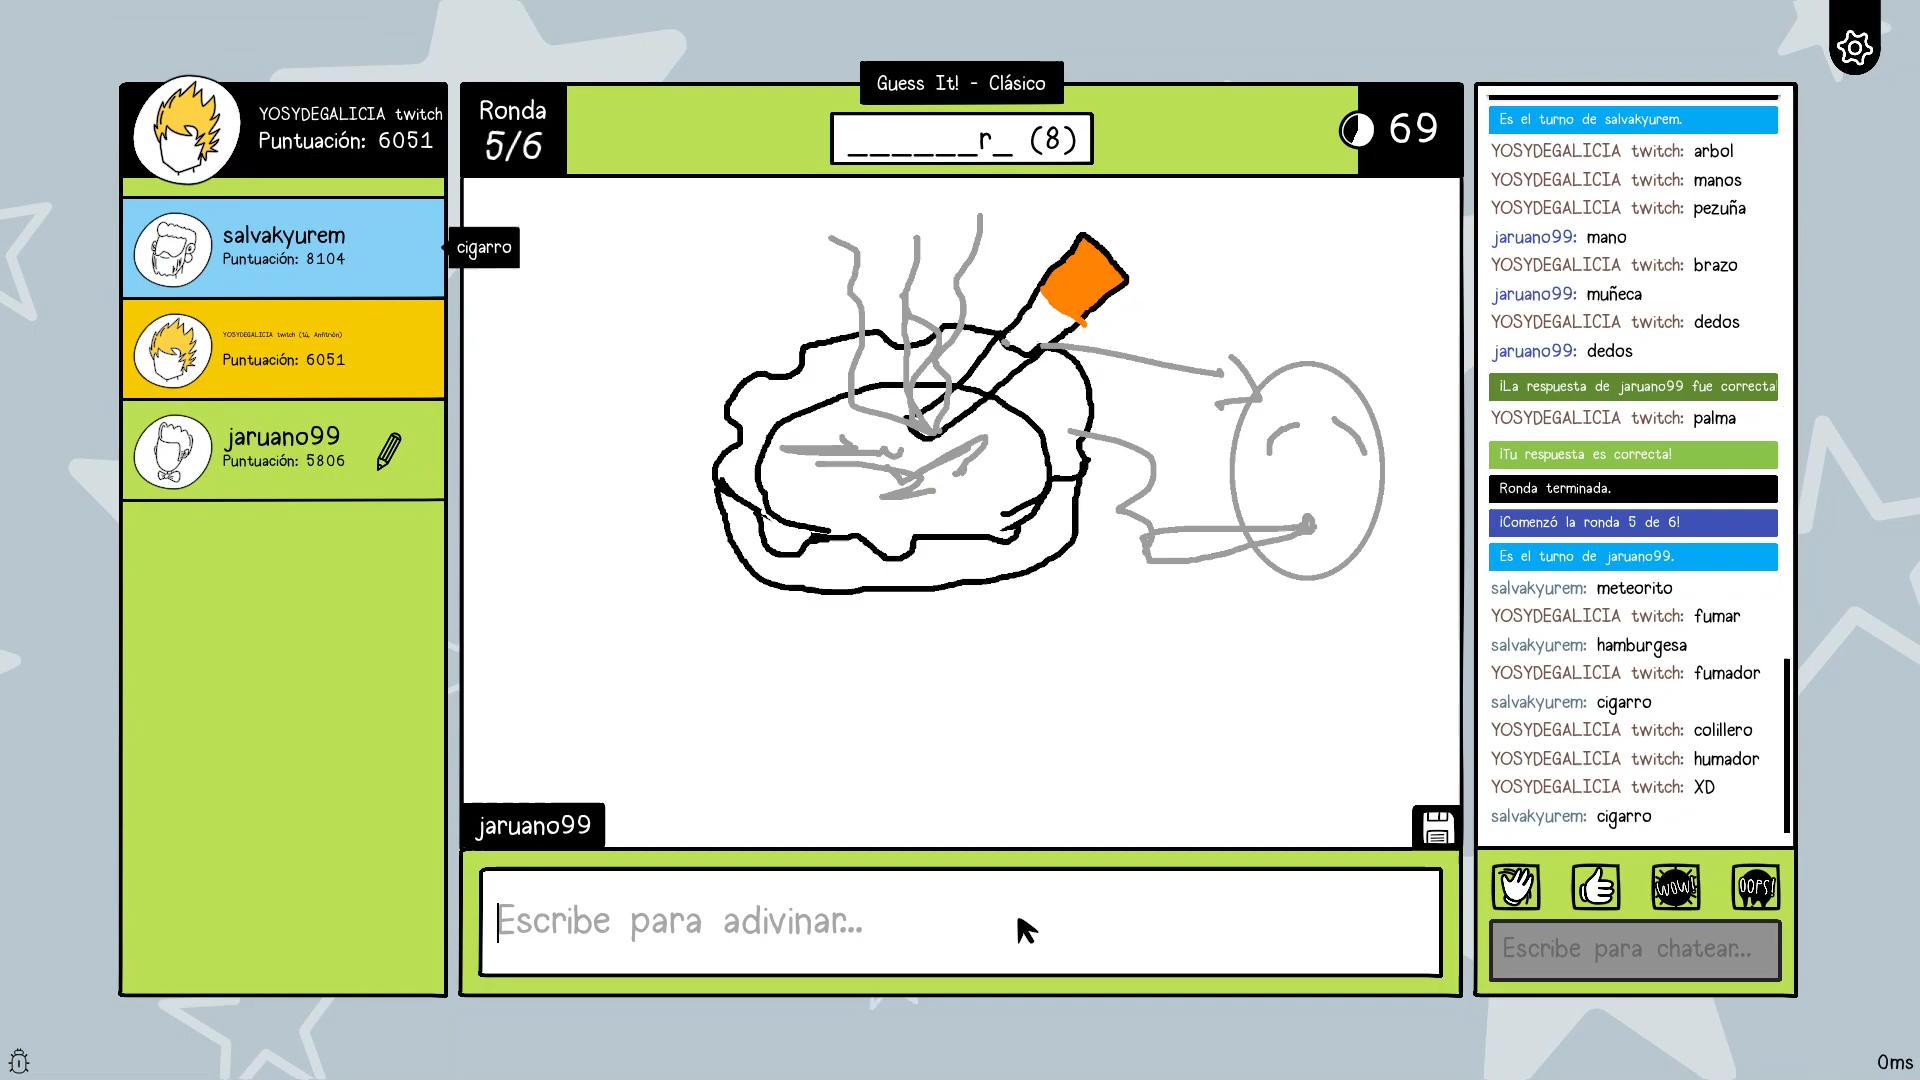 Guess It! - Clásico
YOSYDEGALICIA twitch
Puntuación: 6051
Ronda
5/6
______r_ (8)
69
salvakyurem
Puntuación: 8104
cigarro
YOSYDEGALICIA twitch (tú, Anfitrión)
Puntuación: 6051
jaruano99
Puntuación: 5806
jaruano99
Escribe para adivinar...
Es el turno de salvakyurem.
YOSYDEGALICIA twitch: arbol
YOSYDEGALICIA twitch: manos
YOSYDEGALICIA twitch: pezuña
jaruano99: mano
YOSYDEGALICIA twitch: brazo
jaruano99: muñeca
YOSYDEGALICIA twitch: dedos
jaruano99: dedos
¡La respuesta de jaruano99 fue correcta!
YOSYDEGALICIA twitch: palma
¡Tu respuesta es correcta!
Ronda terminada.
¡Comenzó la ronda 5 de 6!
Es el turno de jaruano99.
salvakyurem: meteorito
YOSYDEGALICIA twitch: fumar
salvakyurem: hamburgesa
YOSYDEGALICIA twitch: fumador
salvakyurem: cigarro
YOSYDEGALICIA twitch: colillero
YOSYDEGALICIA twitch: humador
YOSYDEGALICIA twitch: XD
salvakyurem: cigarro
WOW!
OOPS!
Escribe para chatear...
0ms